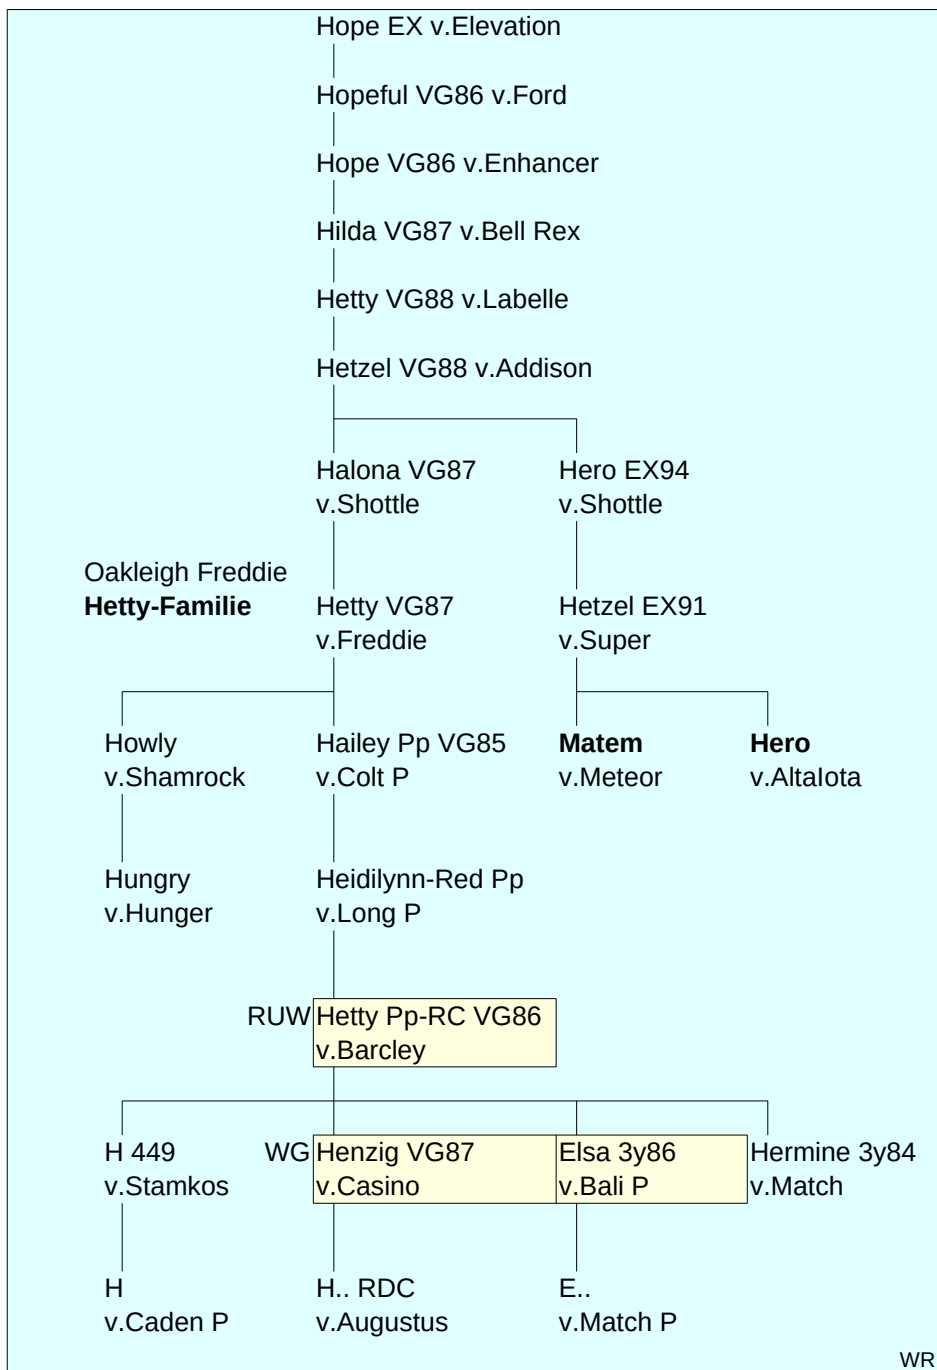 Hope EX v.Elevation
Hopeful VG86 v.Ford
Hope VG86 v.Enhancer
Hilda VG87 v.Bell Rex
Hetty VG88 v.Labelle
Hetzel VG88 v.Addison
Halona VG87
v.Shottle
Hero EX94
v.Shottle
Oakleigh Freddie
Hetty-Familie
Hetty VG87
v.Freddie
Hetzel EX91
v.Super
Howly
v.Shamrock
Hailey Pp VG85
v.Colt P
Matem
v.Meteor
Hero
v.AltaIota
Hungry
v.Hunger
Heidilynn-Red Pp
v.Long P
RUW
Hetty Pp-RC VG86
v.Barcley
H 449
v.Stamkos
WG
Henzig VG87
v.Casino
Elsa 3y86
v.Bali P
Hermine 3y84
v.Match
H
v.Caden P
H.. RDC
v.Augustus
E..
v.Match P
WR